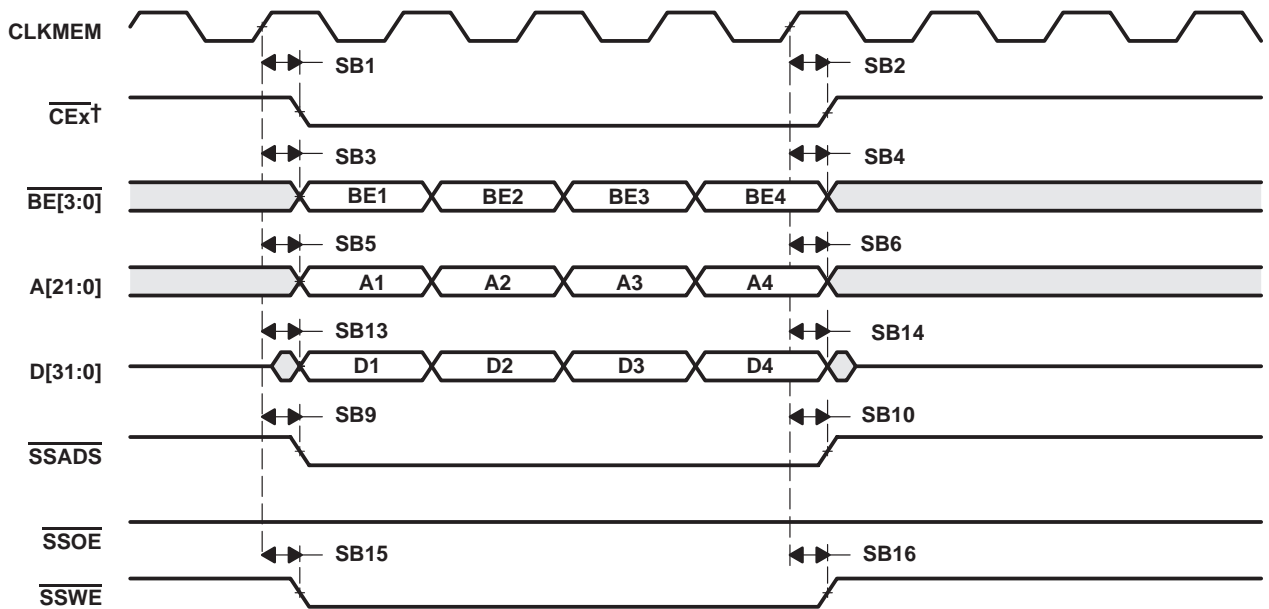 CLKMEM
SB1 SB2
CEx†
SB3 SB4
BE[3:0] BE1 BE2 BE3 BE4
SB5 SB6
A[21:0] A1 A2 A3 A4
SB13 SB14
D[31:0] D1 D2 D3 D4
SB9 SB10
SSADS
SSOE
SB15 SB16
SSWE